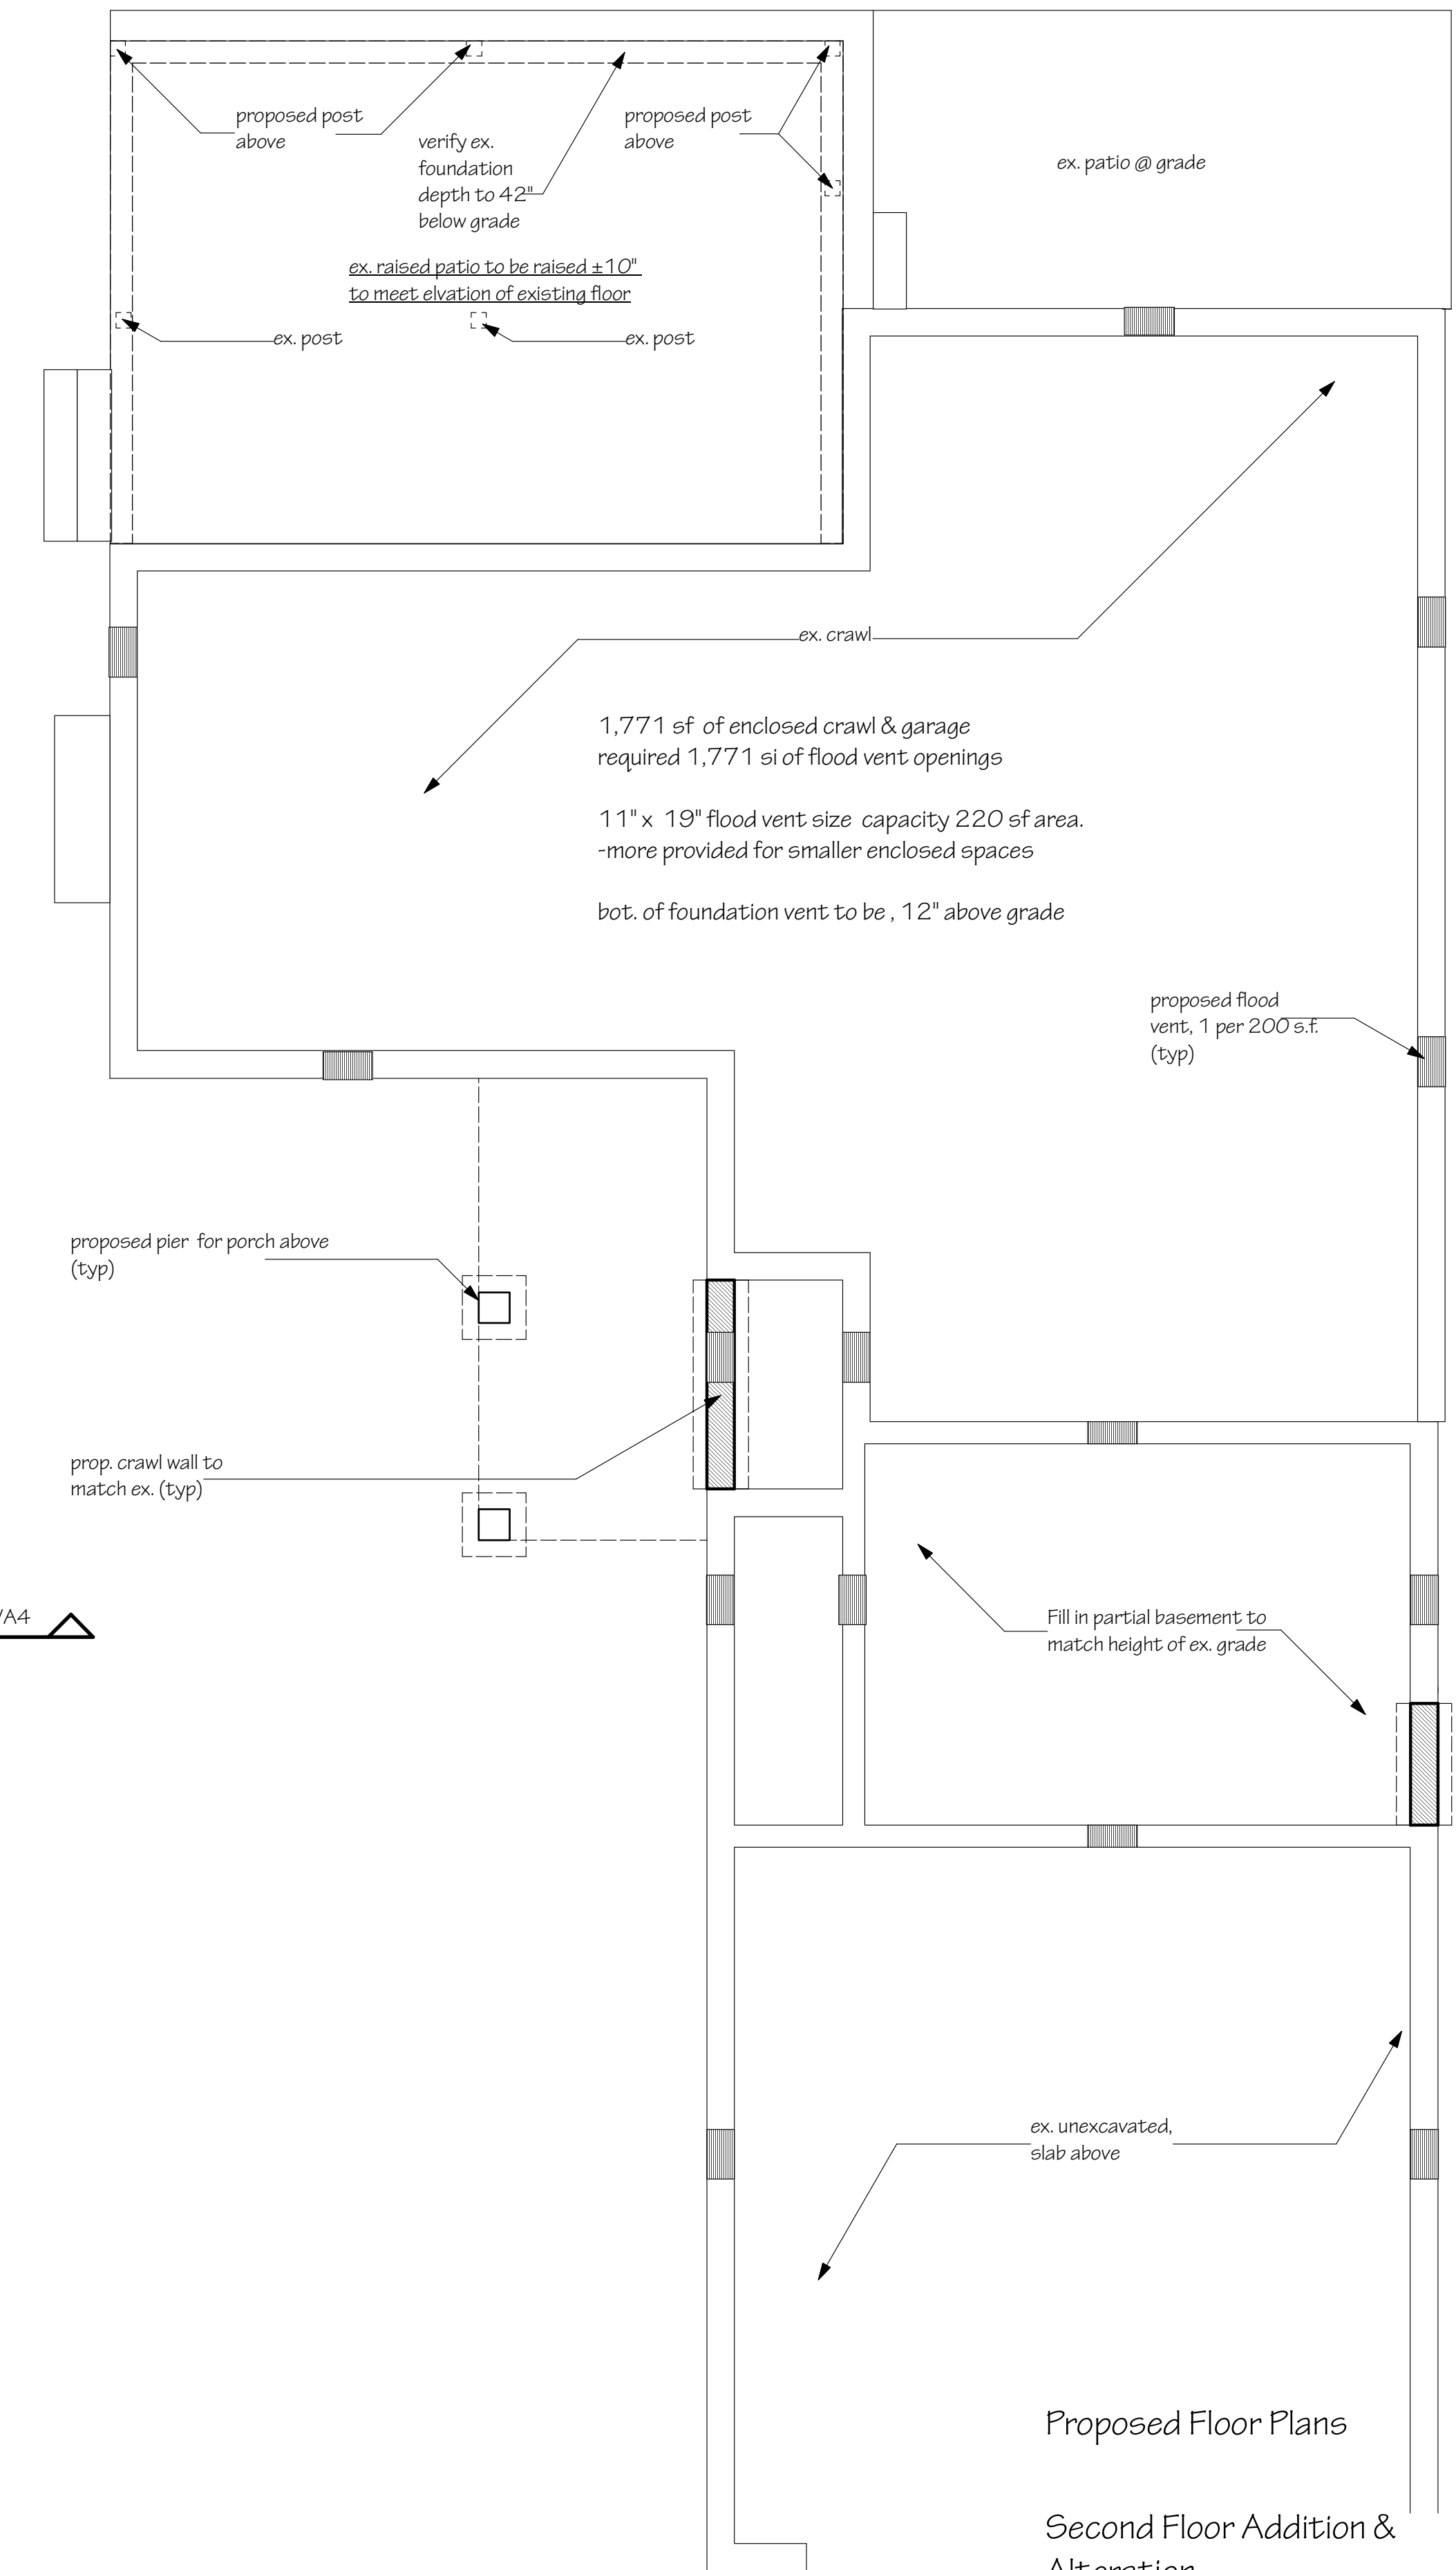 proposed post
above
proposed post
above
verify ex.
foundation
depth to 42"
below grade
ex. patio @ grade
ex. raised patio to be raised ±10"
to meet elvation of existing floor
ex. post
ex. post
ex. crawl
1,771 sf of enclosed crawl & garage
required 1,771 si of flood vent openings
11" x 19" flood vent size capacity 220 sf area.
-more provided for smaller enclosed spaces
bot. of foundation vent to be , 12" above grade
proposed flood
vent, 1 per 200 s.f.
(typ)
proposed pier for porch above
(typ)
prop. crawl wall to
match ex. (typ)
/A4
Fill in partial basement to
match height of ex. grade
ex. unexcavated,
slab above
Proposed Floor Plans
Second Floor Addition &
Alteration